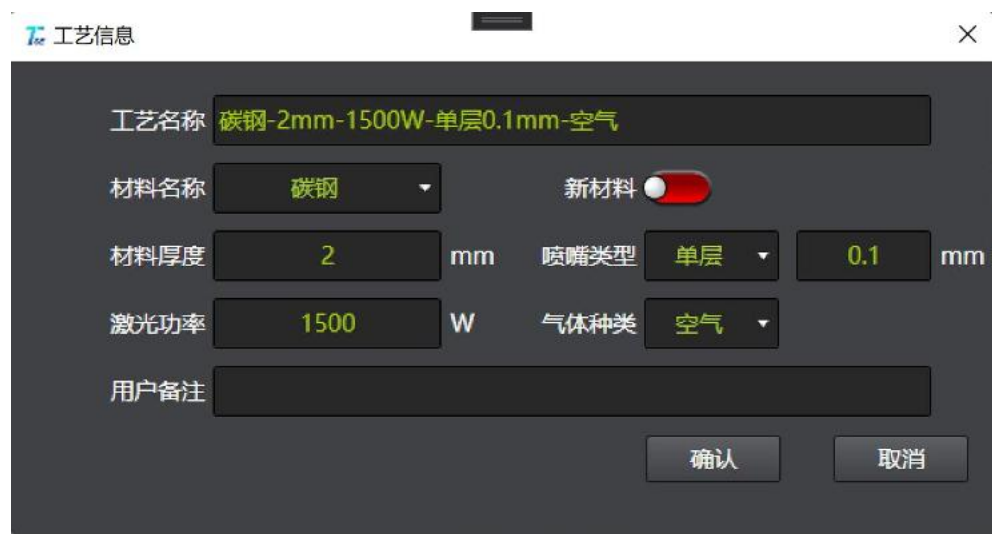 工艺信息
工艺名称 碳钢-2mm-1500W-单层0.1mm-空气
材料名称 碳钢 新材料
材料厚度 2 mm 喷嘴类型 单层 0.1 mm
激光功率 1500 W 气体种类 空气
用户备注
确认 取消